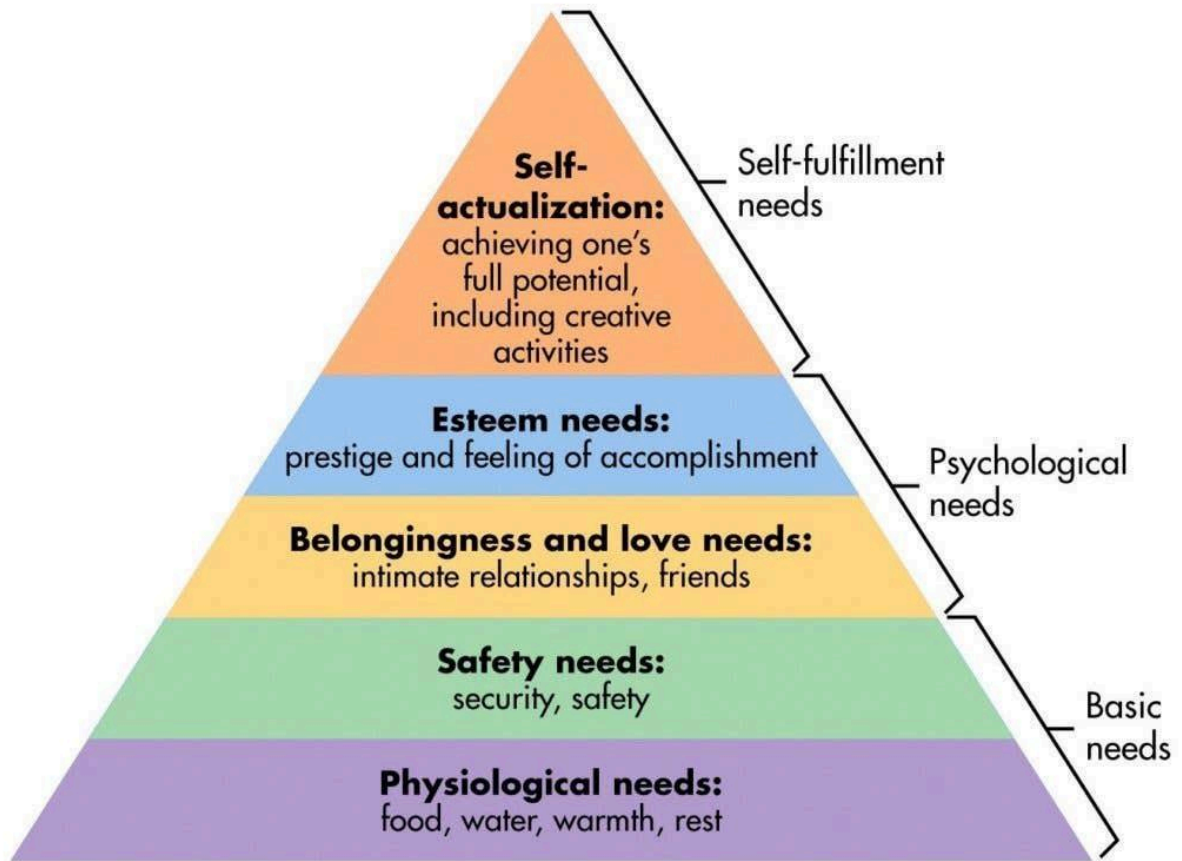 Self-
actualization:
achieving one's
full potential,
including creative
activities
Self-fulfillment
needs
Esteem needs:
prestige and feeling of accomplishment
Psychological
needs
Belongingness and love needs:
intimate relationships, friends
Safety needs:
security, safety
Basic
needs
Physiological needs:
food, water, warmth, rest